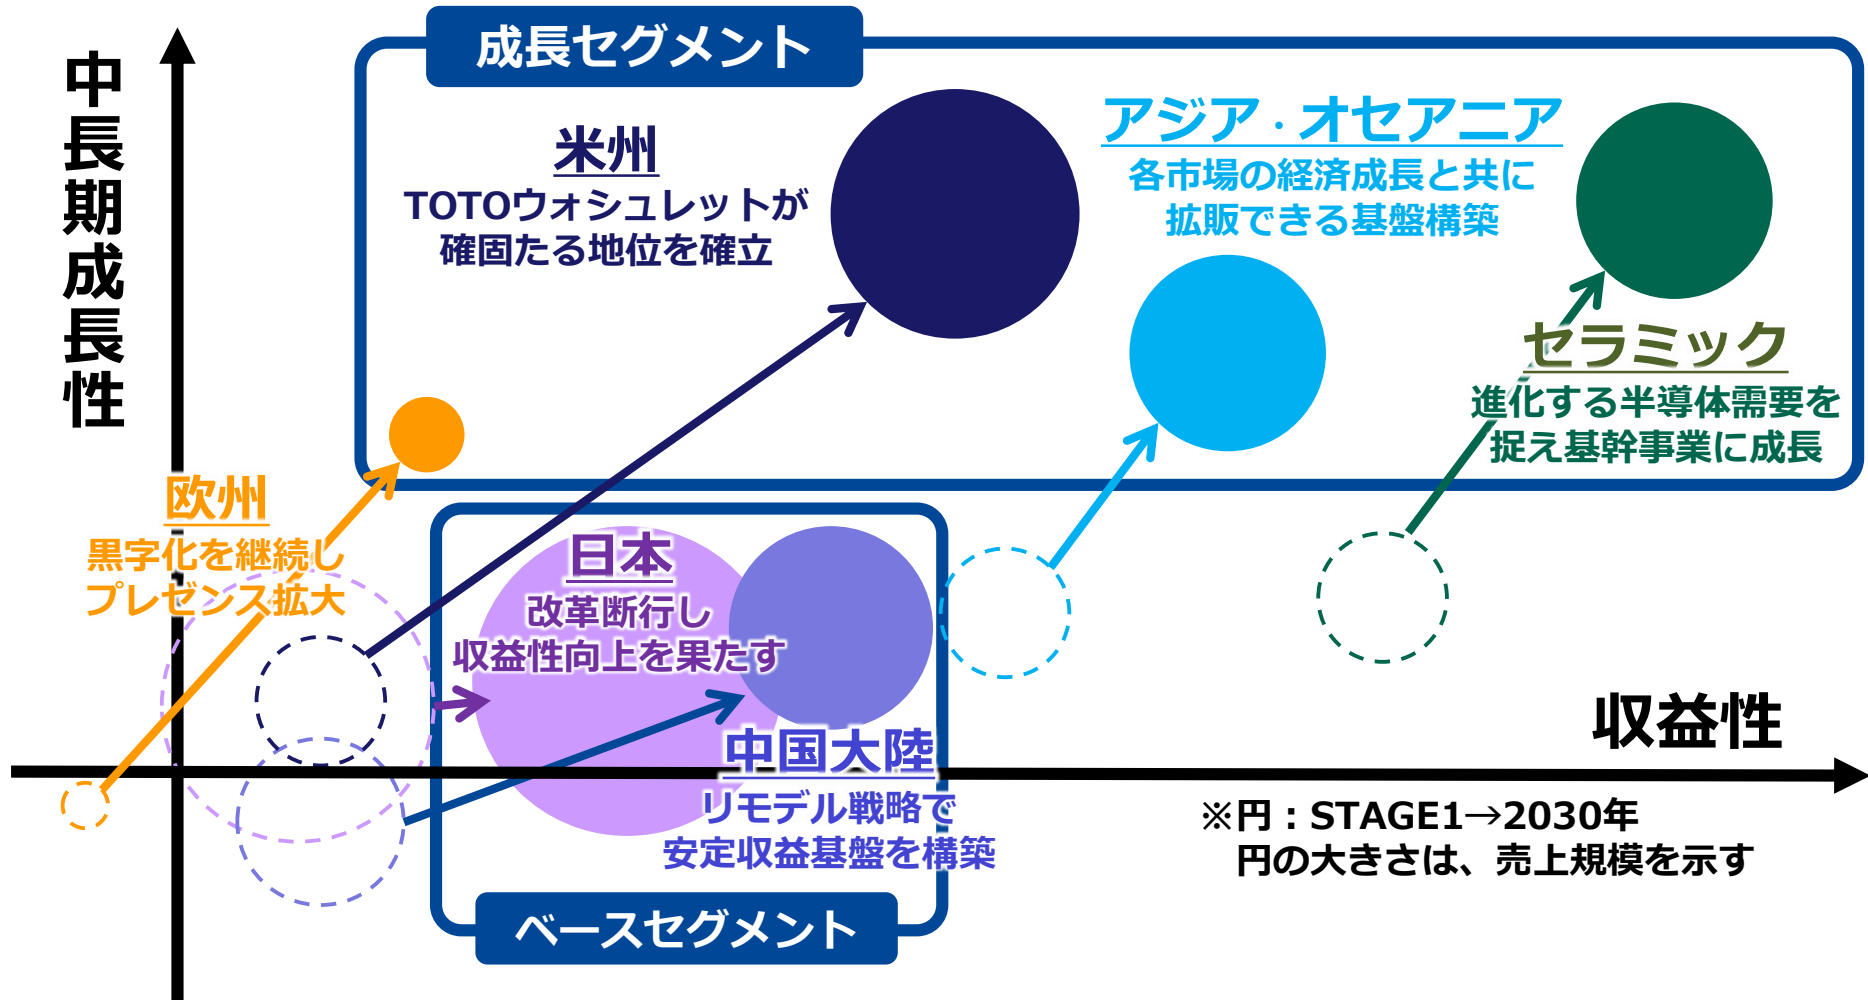 中長期成長性
成長セグメント
米州
TOTOウォシュレットが
確固たる地位を確立
アジア・オセアニア
各市場の経済成長と共に
拡販できる基盤構築
セラミック
進化する半導体需要を
捉え基幹事業に成長
欧州
黒字化を継続し
プレゼンス拡大
日本
改革断行し
収益性向上を果たす
中国大陸
リモデル戦略で
安定収益基盤を構築
ベースセグメント
収益性
※円：STAGE1→2030年
円の大きさは、売上規模を示す